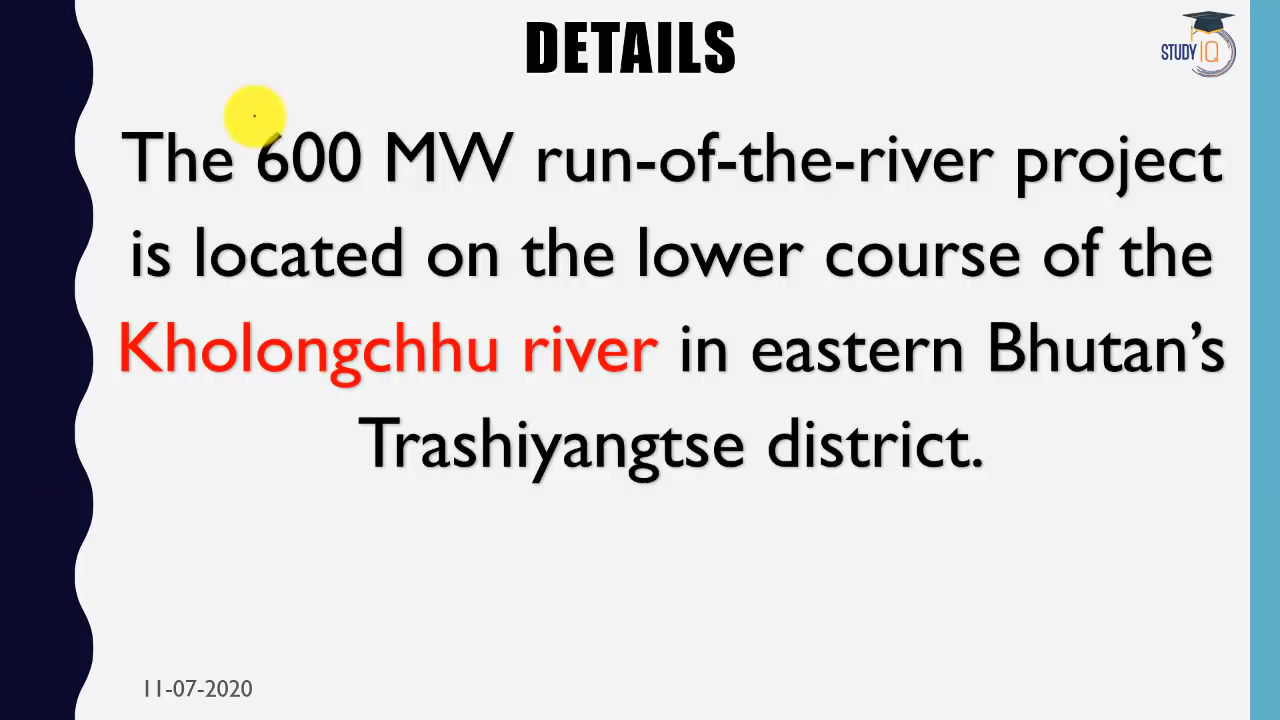 DETAILS
STUDY IQ
The 600 MW run-of-the-river project
is located on the lower course of the
Kholongchhu river in eastern Bhutan’s
Trashiyangtse district.
11-07-2020